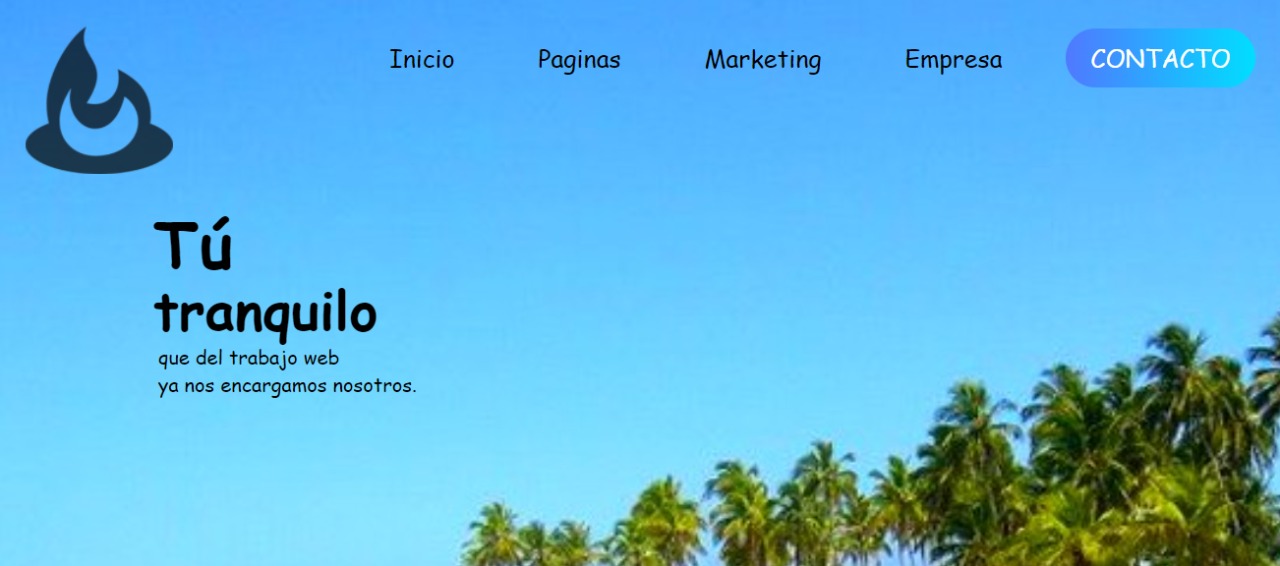 Inicio Paginas Marketing Empresa CONTACTO
Tú
tranquilo
que del trabajo web
ya nos encargamos nosotros.